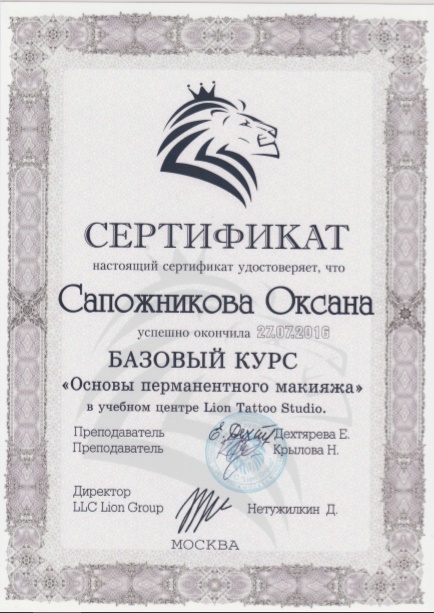 СЕРТИФИКАТ
настоящий сертификат удостоверяет, что
Сапожникова Оксана
успешно окончила 27.07.2016
БАЗОВЫЙ КУРС
«Основы перманентного макияжа»
в учебном центре Lion Tattoo Studio.
Преподаватель Е. Дехтя Дехтярева Е.
Преподаватель Крылова Н.
Директор
LLC Lion Group Нетужилкин Д.
МОСКВА